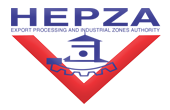 HEPZA
EXPORT PROCESSING AND INDUSTRIAL ZONES AUTHORITY